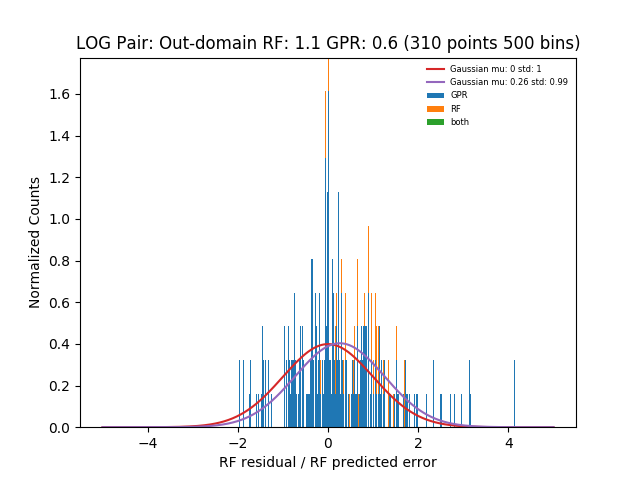 LOG Pair: Out-domain RF: 1.1 GPR: 0.6 (310 points 500 bins)
Gaussian mu: 0 std: 1
Gaussian mu: 0.26 std: 0.99
GPR
RF
both
Normalized Counts
1.6
1.4
1.2
1.0
0.8
0.6
0.4
0.2
0.0
−4
−2
0
2
4
RF residual / RF predicted error